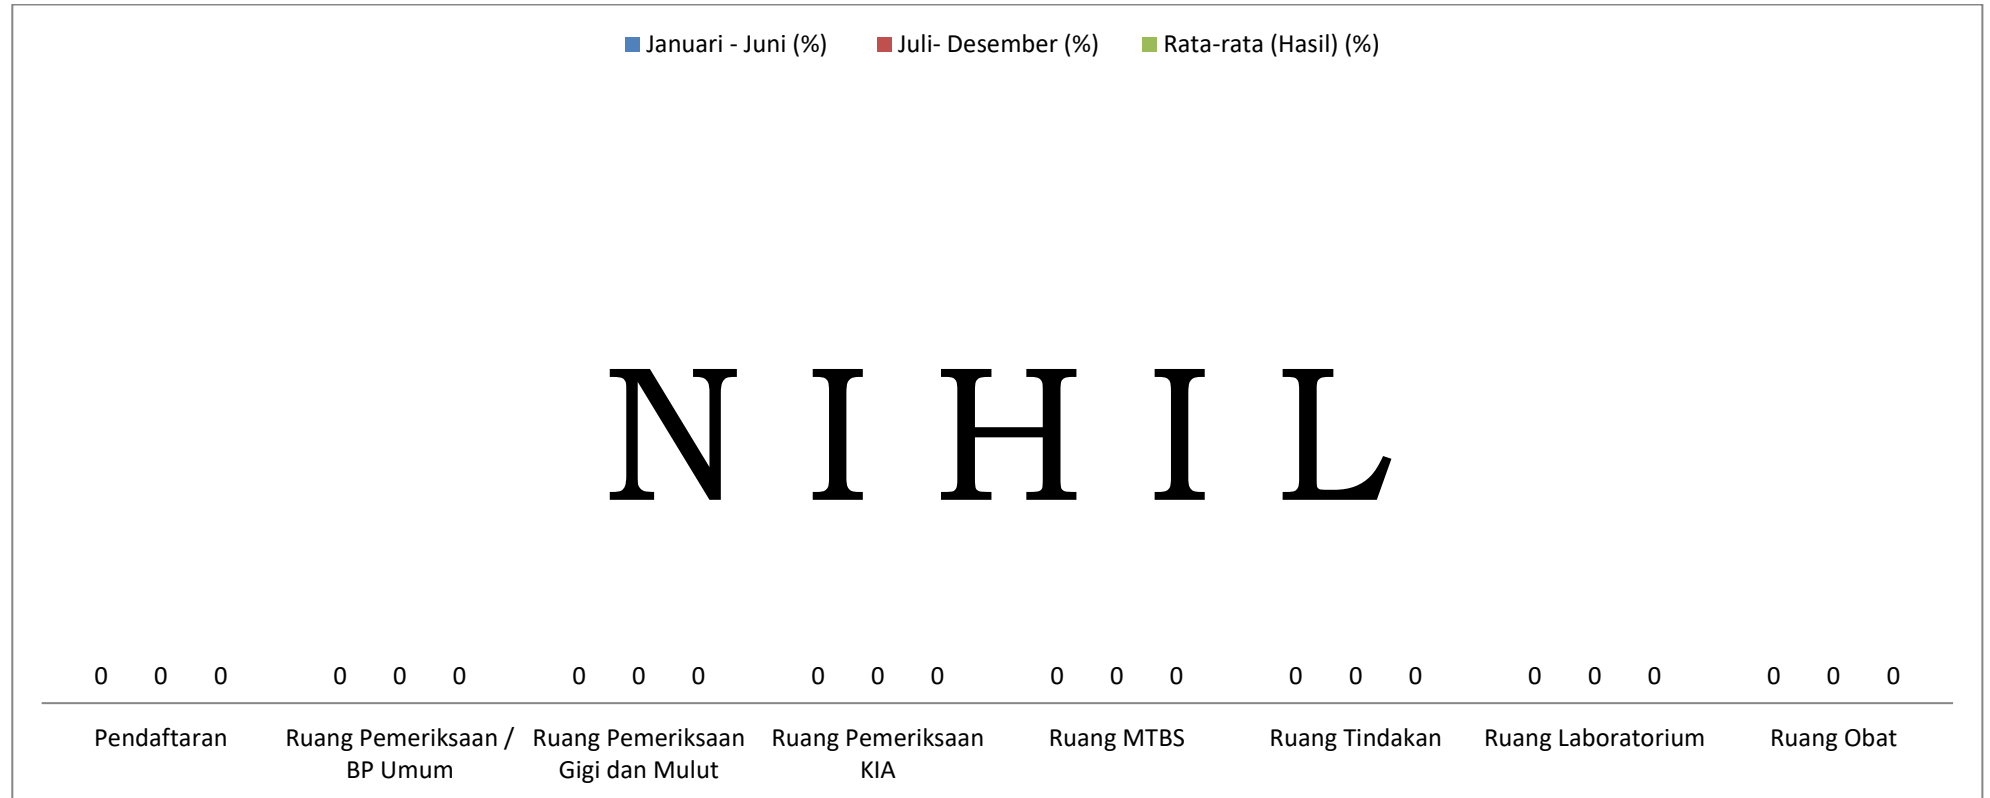 Januari - Juni (%) Juli- Desember (%) Rata-rata (Hasil) (%)
N I H I L
0 0 0 0 0 0 0 0 0 0 0 0 0 0 0 0 0 0 0 0 0 0 0 0
Pendaftaran
Ruang Pemeriksaan /
BP Umum
Ruang Pemeriksaan
Gigi dan Mulut
Ruang Pemeriksaan
KIA
Ruang MTBS
Ruang Tindakan
Ruang Laboratorium
Ruang Obat